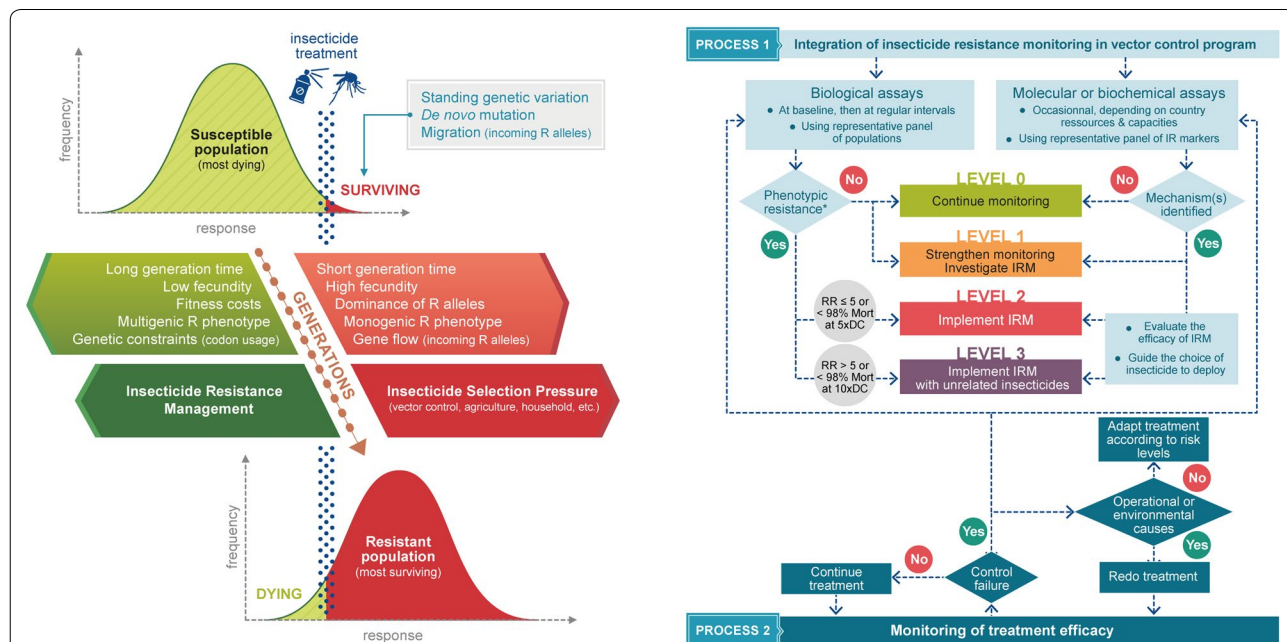 insecticide
treatment
frequency
Susceptible
population
(most dying)
SURVIVING
response
Standing genetic variation
De novo mutation
Migration (incoming R alleles)
Long generation time
Low fecundity
Fitness costs
Multigenic R phenotype
Genetic constraints (codon usage)
GENERATIONS
Short generation time
High fecundity
Dominance of R alleles
Monogenic R phenotype
Gene flow (incoming R alleles)
Insecticide Resistance
Management
Insecticide Selection Pressure
(vector control, agriculture, household, etc.)
frequency
Resistant
population
(most surviving)
DYING
response
PROCESS 1
Integration of insecticide resistance monitoring in vector control program
Biological assays
• At baseline, then at regular intervals
• Using representative panel
of populations
Molecular or biochemical assays
• Occasionnal, depending on country
ressources & capacities
• Using representative panel of IR markers
Phenotypic
resistance*
No
Yes
LEVEL 0
Continue monitoring
No
Mechanism(s)
identified
Yes
LEVEL 1
Strengthen monitoring
Investigate IRM
RR ≤ 5 or
< 98% Mort
at 5xDC
LEVEL 2
Implement IRM
RR > 5 or
< 98% Mort
at 10xDC
LEVEL 3
Implement IRM
with unrelated insecticides
• Evaluate the
efficacy of IRM
• Guide the choice of
insecticide to deploy
Adapt treatment
according to risk
levels
No
Operational or
environmental
causes
Yes
Yes
No
Control
failure
Continue
treatment
Redo treatment
PROCESS 2
Monitoring of treatment efficacy